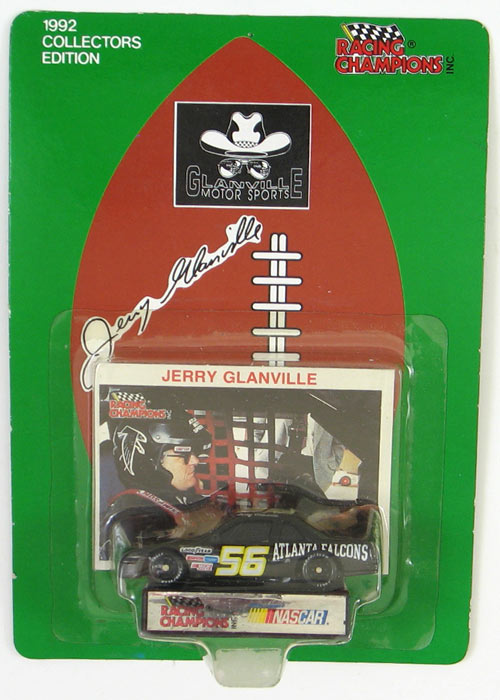 1992
COLLECTORS
EDITION
RACING ®
CHAMPIONS INC.
GLANVILLE
MOTOR SPORTS
Jerry Glanville
JERRY GLANVILLE
RACING
CHAMPIONS
GOODYEAR
56
ATLANTA FALCONS
RACING
CHAMPIONS INC.
NASCAR